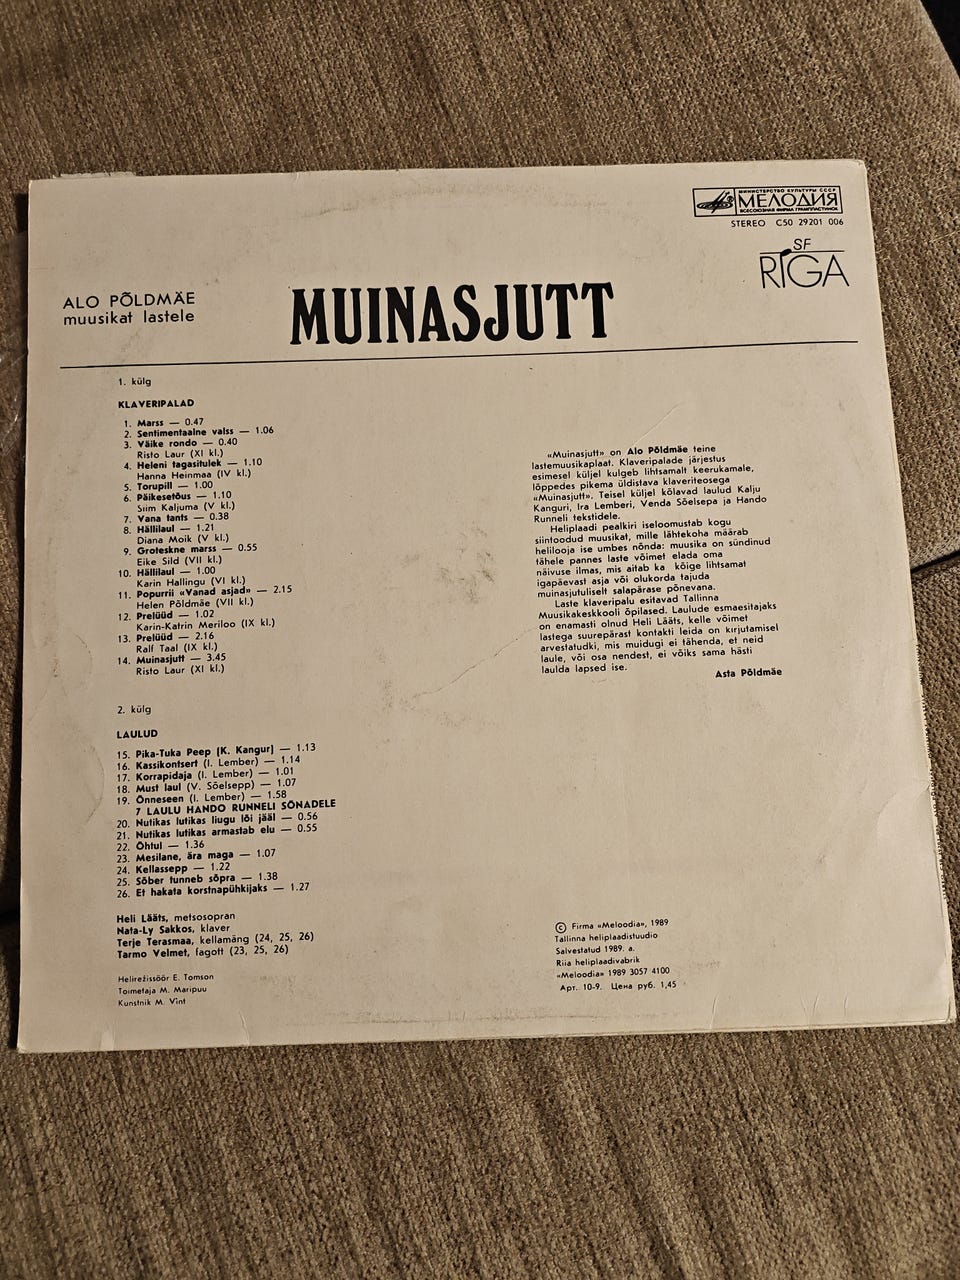 МИНИСТЕРСТВО КУЛЬТУРЫ СССР
МЕЛОДИЯ
ВСЕСОЮЗНАЯ ФИРМА ГРАМПЛАСТИНОК
STEREO C50 29201 006
SF
RIGA
ALO PÕLDMÄE
muusikat lastele
MUINASJUTT
1. külg
KLAVERIPALAD
1. Marss — 0.47
2. Sentimentaalne valss — 1.06
3. Väike rondo — 0.40
Risto Laur (XI kl.)
4. Heleni tagasitulek — 1.10
Hanna Heinmaa (IV kl.)
5. Torupill — 1.00
6. Päikesetõus — 1.10
Siim Kaljuma (V kl.)
7. Vana tants — 0.38
8. Hällilaul — 1.21
Diana Moik (V kl.)
9. Groteskne marss — 0.55
Eike Sild (VII kl.)
10. Hällilaul — 1.00
Karin Hallingu (VI kl.)
11. Popurrii «Vanad asjad» — 2.15
Helen Põldmäe (VII kl.)
12. Prelüüd — 1.02
Karin-Katrin Meriloo (IX kl.)
13. Prelüüd — 2.16
Ralf Taal (IX kl.)
14. Muinasjutt — 3.45
Risto Laur (XI kl.)
2. külg
LAULUD
15. Pika-Tuka Peep (K. Kangur) — 1.13
16. Kassikontsert (I. Lember) — 1.14
17. Korrapidaja (I. Lember) — 1.01
18. Must laul (V. Sõelsepp) — 1.07
19. Õnneseen (I. Lember) — 1.58
7 LAULU HANDO RUNNELI SÕNADELE
20. Nutikas lutikas liugu lõi jääl — 0.56
21. Nutikas lutikas armastab elu — 0.55
22. Õhtul — 1.36
23. Mesilane, ära maga — 1.07
24. Kellassepp — 1.22
25. Sõber tunneb sõpra — 1.38
26. Et hakata korstnapühkijaks — 1.27
Heli Lääts, metsosopran
Nata-Ly Sakkos, klaver
Terje Terasmaa, kellamäng (24, 25, 26)
Tarmo Velmet, fagott (23, 25, 26)
Helirežissöör E. Tomson
Toimetaja M. Maripuu
Kunstnik M. Vint
«Muinasjutt» on Alo Põldmäe teine
lastemuusikaplaat. Klaveripalade järjestus
esimesel küljel kulgeb lihtsamalt keerukamale,
lõppedes pikema üldistava klaveriteosega
«Muinasjutt». Teisel küljel kõlavad laulud Kalju
Kanguri, Ira Lemberi, Venda Sõelsepa ja Hando
Runneli tekstidele.
Heliplaadi pealkiri iseloomustab kogu
siintoodud muusikat, mille lähtekoha määrab
helilooja ise umbes nõnda: muusika on sündinud
tähele pannes laste võimet elada oma
näivuse ilmas, mis aitab ka kõige lihtsamat
igapäevast asja või olukorda tajuda
muinasjutuliselt salapärase põnevana.
Laste klaveripalu esitavad Tallinna
Muusikakeskkooli õpilased. Laulude esmaesitajaks
on enamasti olnud Heli Lääts, kelle võimet
lastega suurepärast kontakti leida on kirjutamisel
arvestatudki, mis muidugi ei tähenda, et neid
laule, või osa nendest, ei võiks sama hästi
laulda lapsed ise.
Asta Põldmäe
© Firma «Meloodia», 1989
Tallinna heliplaadistuudio
Salvestatud 1989. a.
Riia heliplaadivabrik
«Meloodia» 1989 3057 4100
Арт. 10-9. Цена руб. 1,45